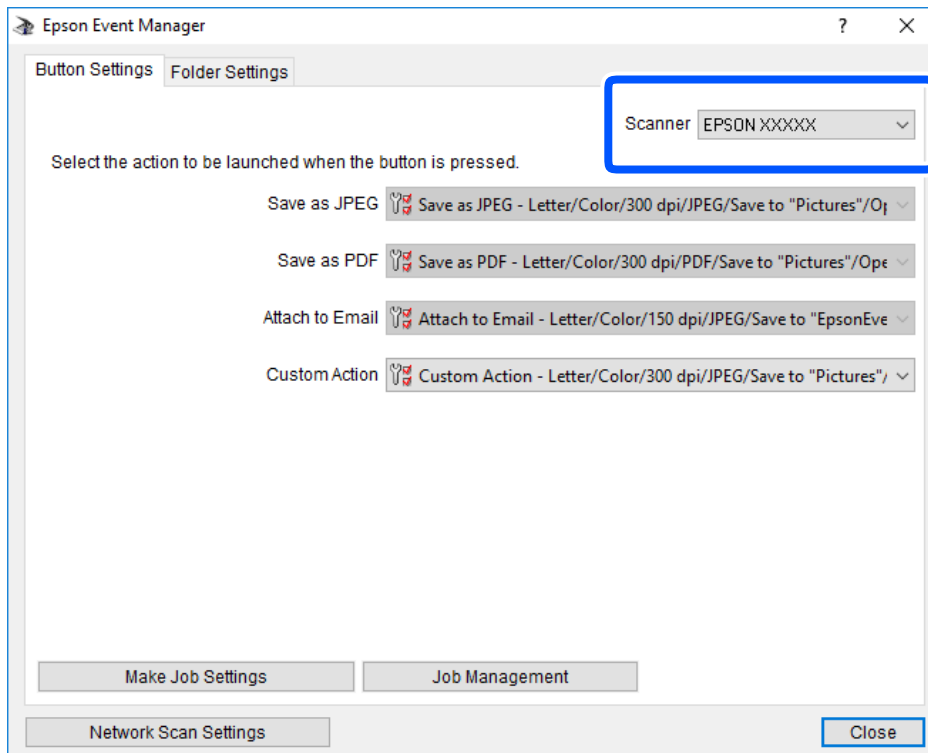 Epson Event Manager
Button Settings Folder Settings
Scanner EPSON XXXXX
Select the action to be launched when the button is pressed.
Save as JPEG Save as JPEG - Letter/Color/300 dpi/JPEG/Save to "Pictures"/Op
Save as PDF Save as PDF - Letter/Color/300 dpi/PDF/Save to "Pictures"/Ope
Attach to Email Attach to Email - Letter/Color/150 dpi/JPEG/Save to "EpsonEve
Custom Action Custom Action - Letter/Color/300 dpi/JPEG/Save to "Pictures"/
Make Job Settings Job Management
Network Scan Settings Close